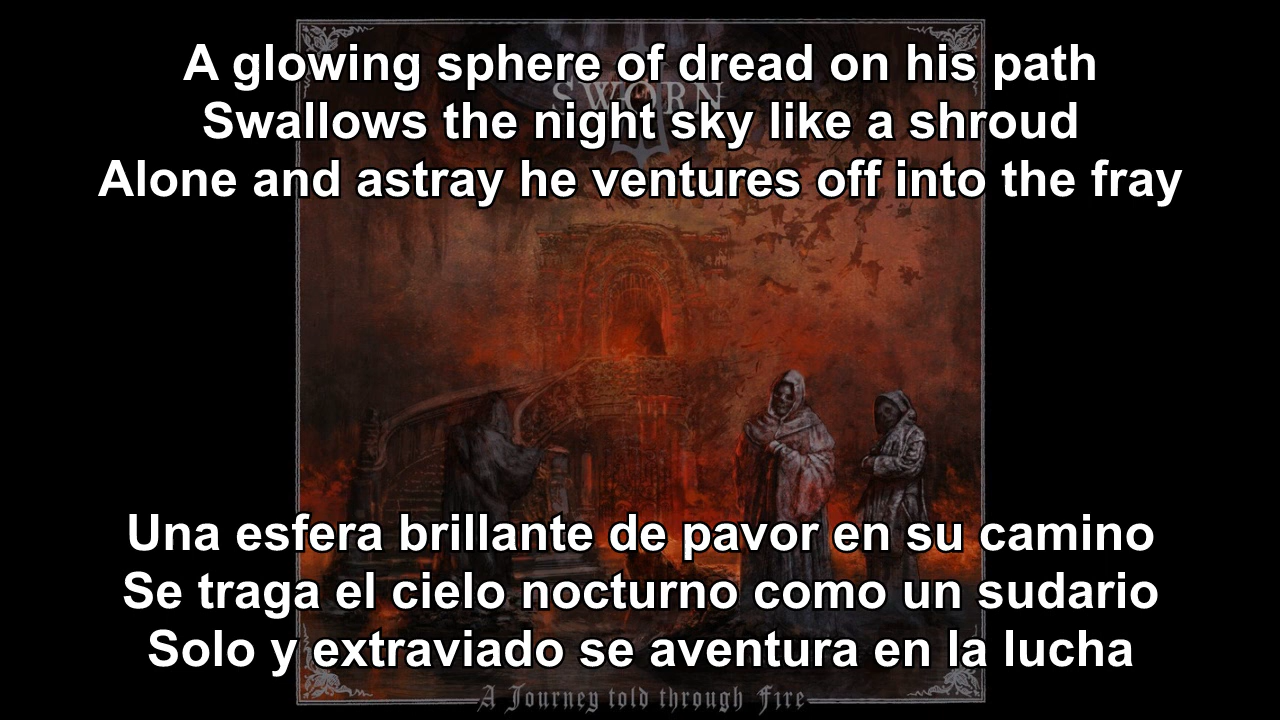 A glowing sphere of dread on his path
SWORN
Swallows the night sky like a shroud
Alone and astray he ventures off into the fray
Una esfera brillante de pavor en su camino
Se traga el cielo nocturno como un sudario
Solo y extraviado se aventura en la lucha
A Journey told through Fire